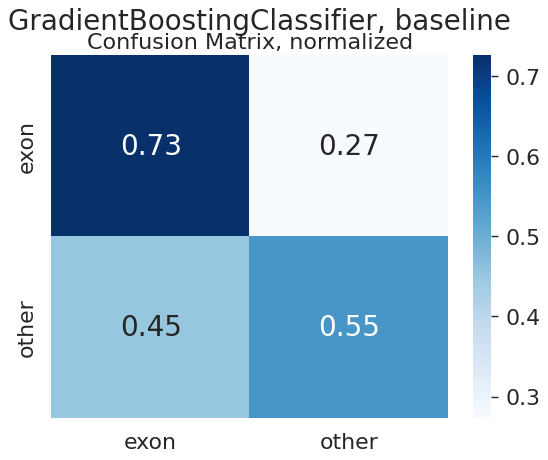 GradientBoostingClassifier, baseline
Confusion Matrix, normalized
exon
0.73
0.27
other
0.45
0.55
exon
other
0.7
0.6
0.5
0.4
0.3